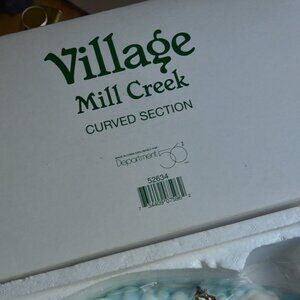 Village
Mill Creek
CURVED SECTION
Department 56
52634